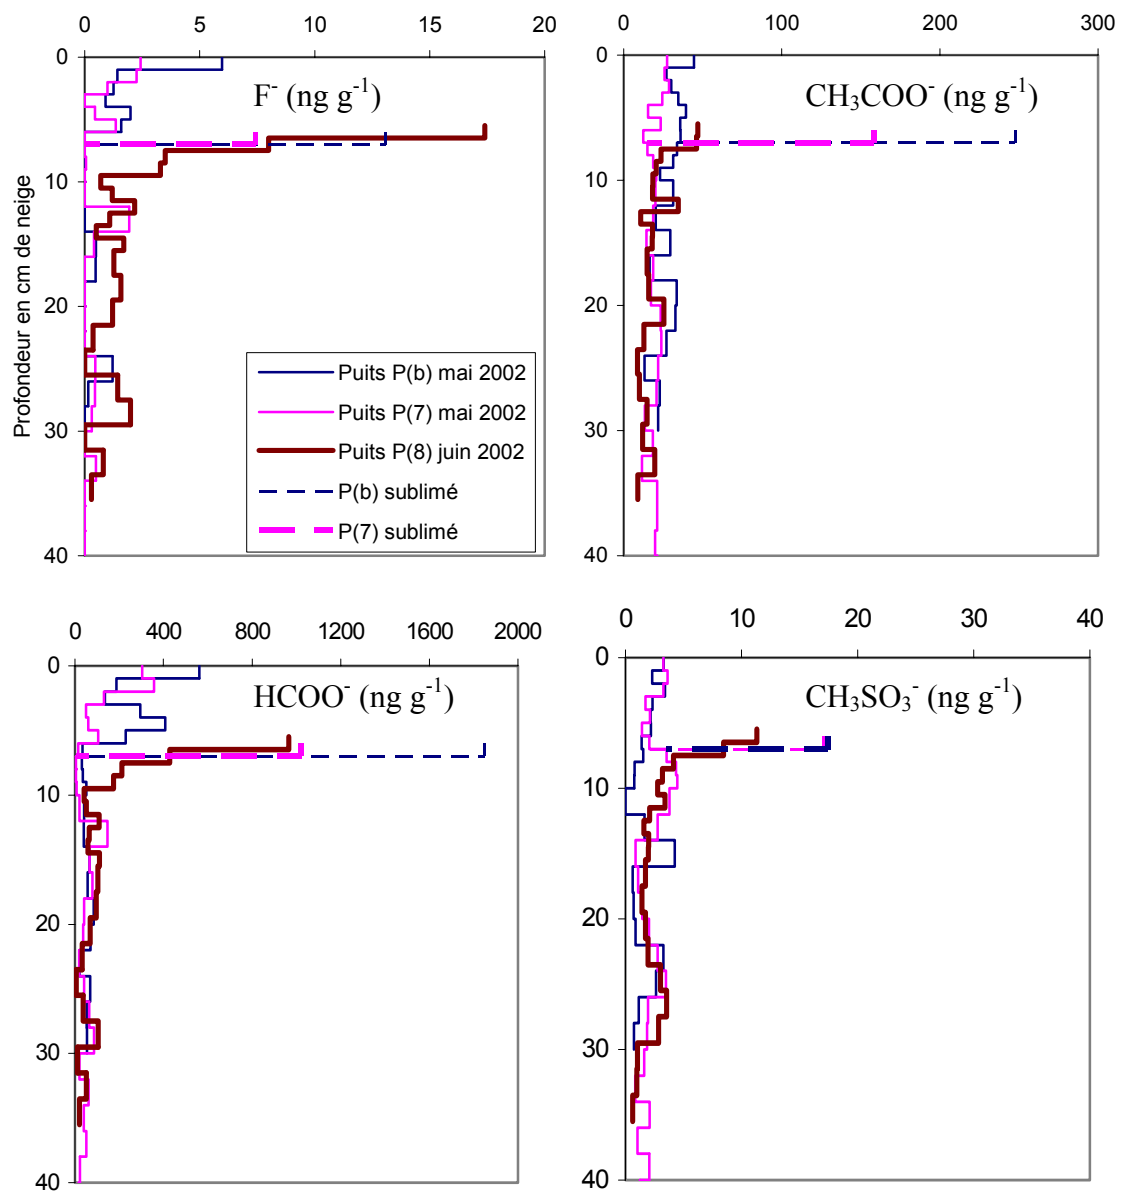 0 5 10 15 20
0
10
20
30
40
Profondeur en cm de neige
F⁻ (ng g⁻¹)
Puits P(b) mai 2002
Puits P(7) mai 2002
Puits P(8) juin 2002
P(b) sublimé
P(7) sublimé
0 100 200 300
0
10
20
30
40
CH₃COO⁻ (ng g⁻¹)
0 400 800 1200 1600 2000
0
10
20
30
40
HCOO⁻ (ng g⁻¹)
0 10 20 30 40
0
10
20
30
40
CH₃SO₃⁻ (ng g⁻¹)